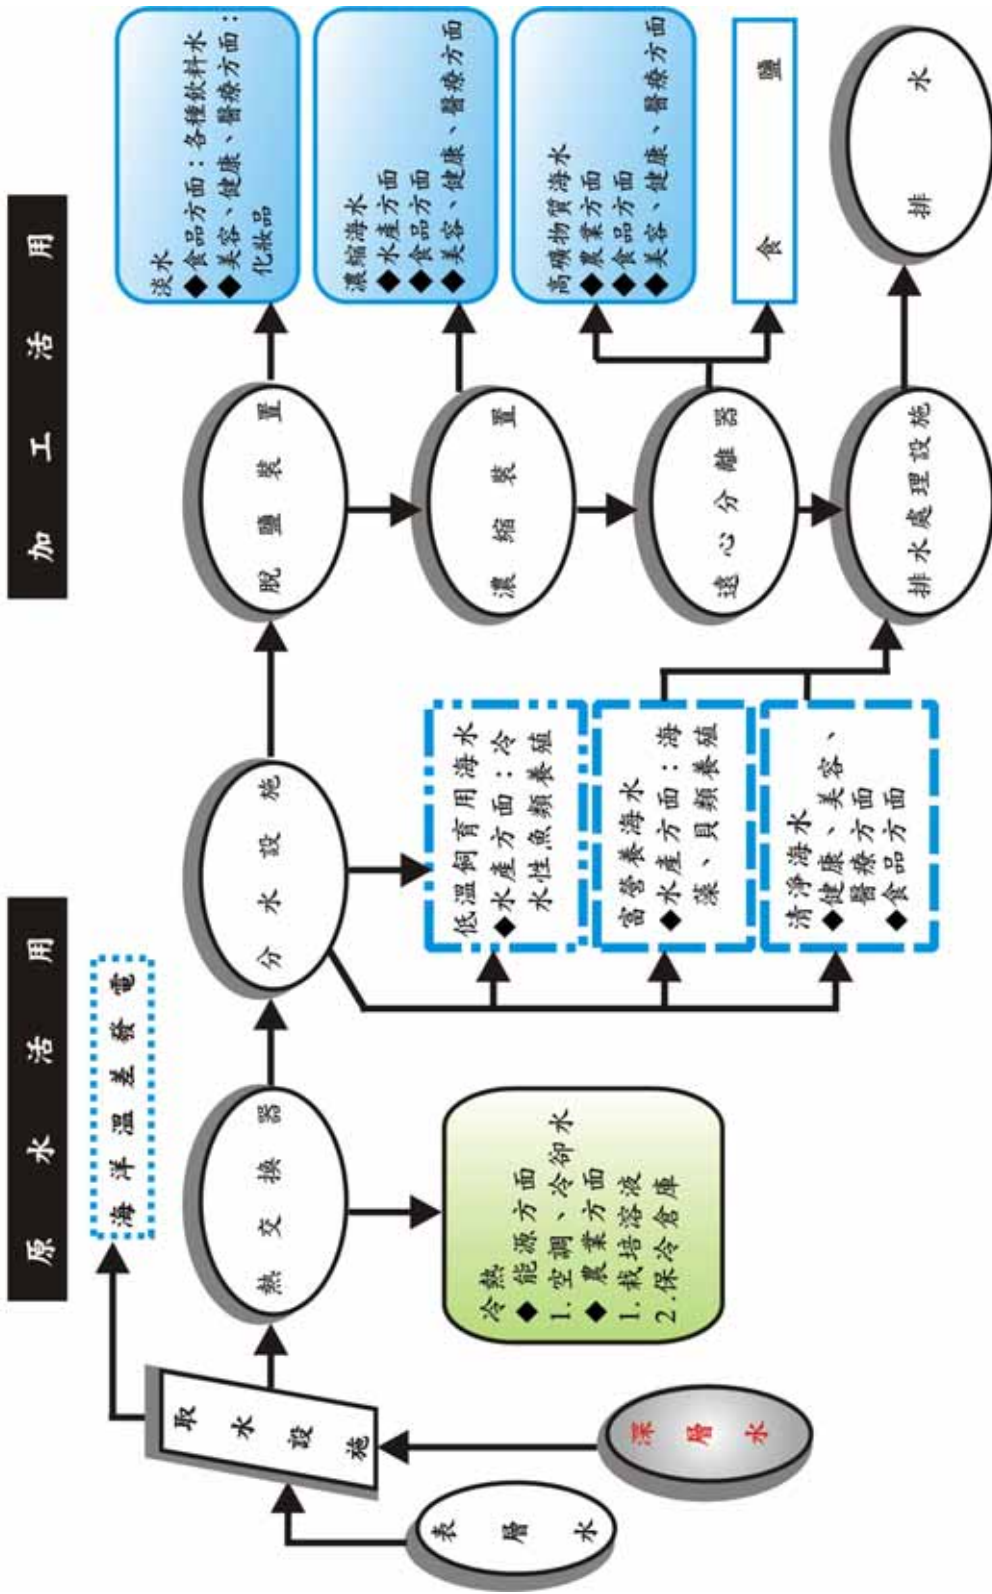 原水活用
加工活用
表層水
深層水
取水設施
海洋溫差發電
熱交換器
冷熱
◆ 能源方面
1.空調、冷卻水
◆ 農業方面
1.栽培溶液
2.保冷倉庫
分水設施
低溫飼育用海水
◆水產方面：冷
水性魚類養殖
富營養海水
◆水產方面：海
藻、貝類養殖
清淨海水
◆健康、美容、
醫療方面
◆食品方面
脫鹽裝置
淡水
◆食品方面：各種飲料水
◆美容、健康、醫療方面：
化妝品
濃縮裝置
濃縮海水
◆水產方面
◆食品方面
◆美容、健康、醫療方面
遠心分離器
高礦物質海水
◆農業方面
◆食品方面
◆美容、健康、醫療方面
食鹽
排水處理設施
排水